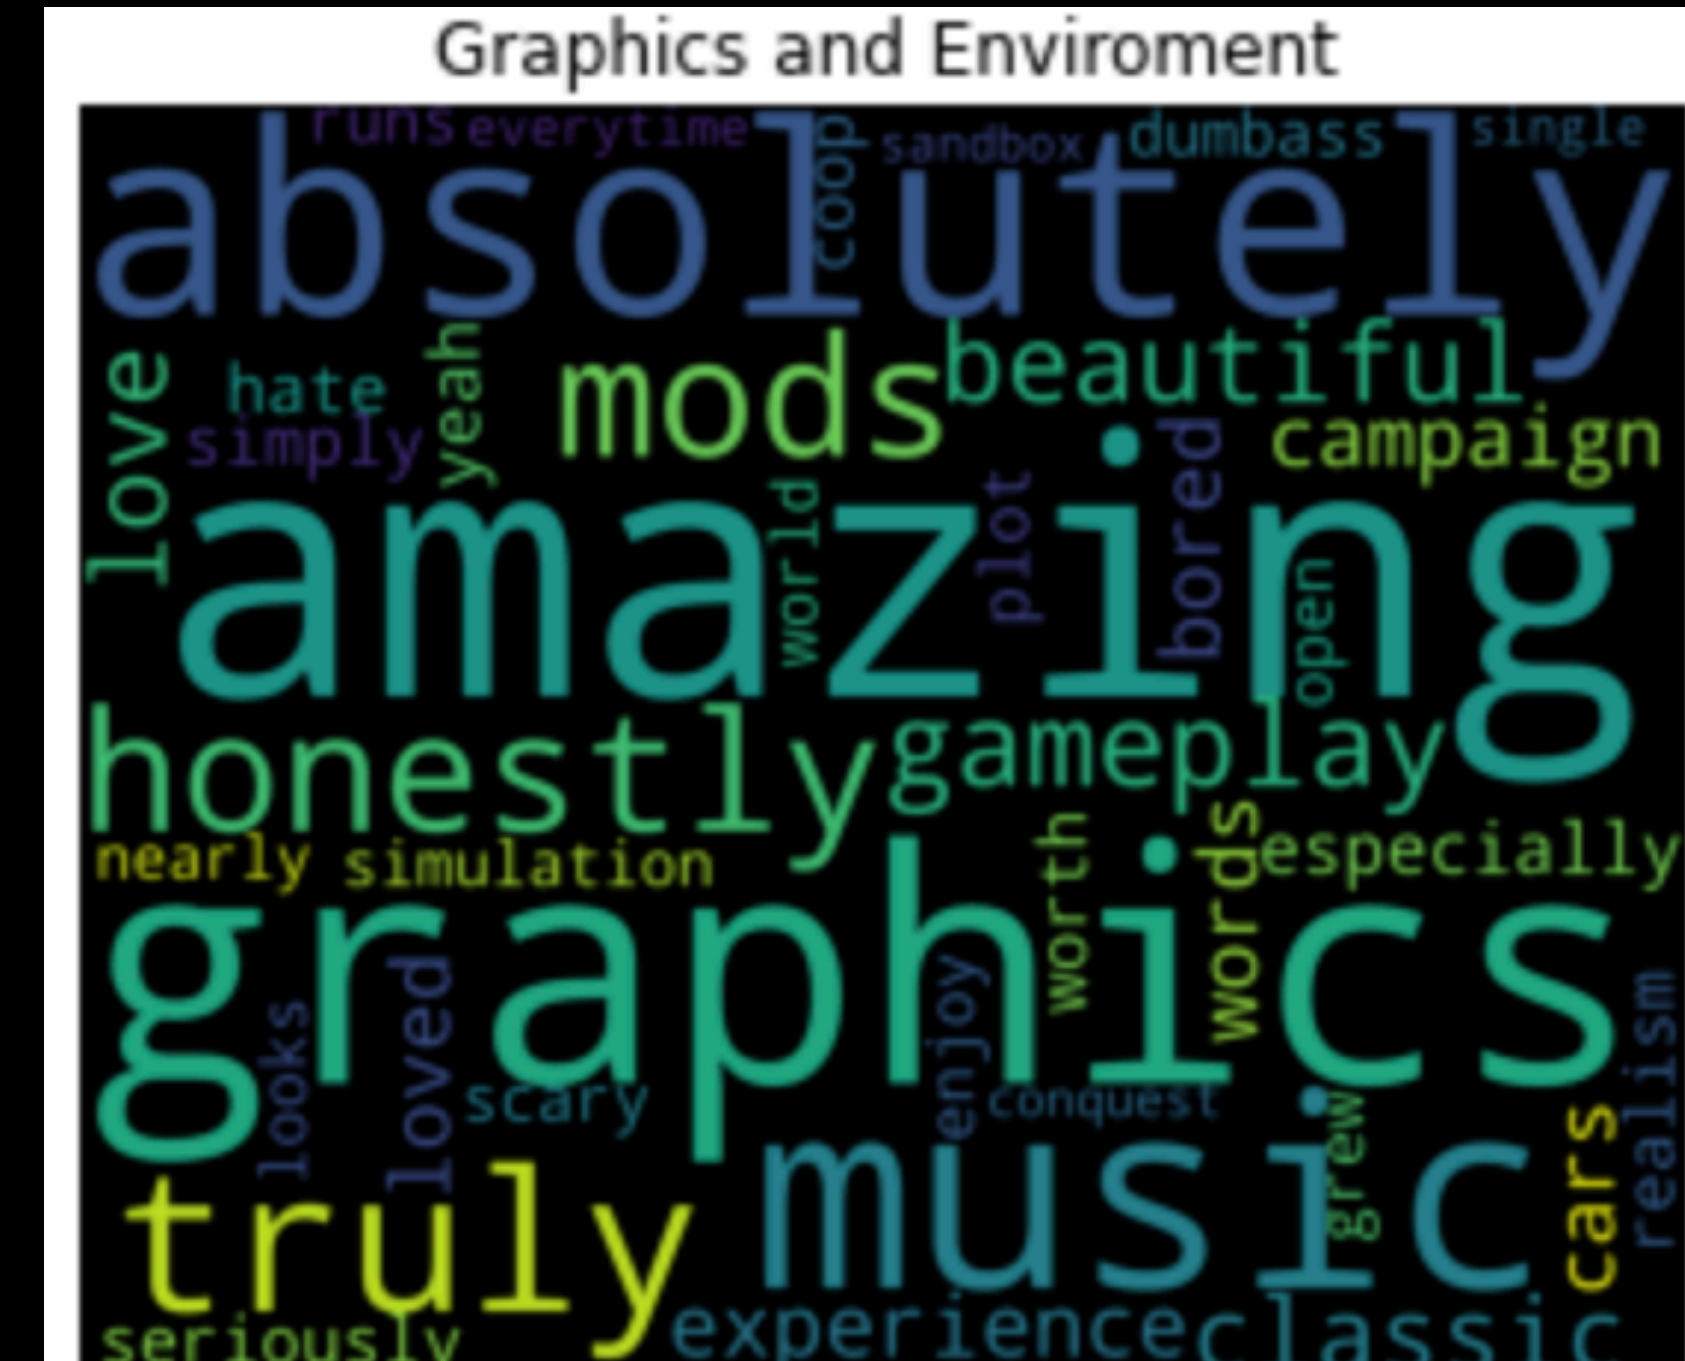 Graphics and Enviroment
runs
everytime
coop
sandbox
dumbass
single
absolutely
love
hate
yeah
mods
beautiful
simply
campaign
world
plot
bored
open
amazing
honestly
gameplay
nearly
simulation
worth
words
especially
graphics
looks
loved
scary
enjoy
conquest
grew
cars
realism
truly
music
seriously
experience
classic